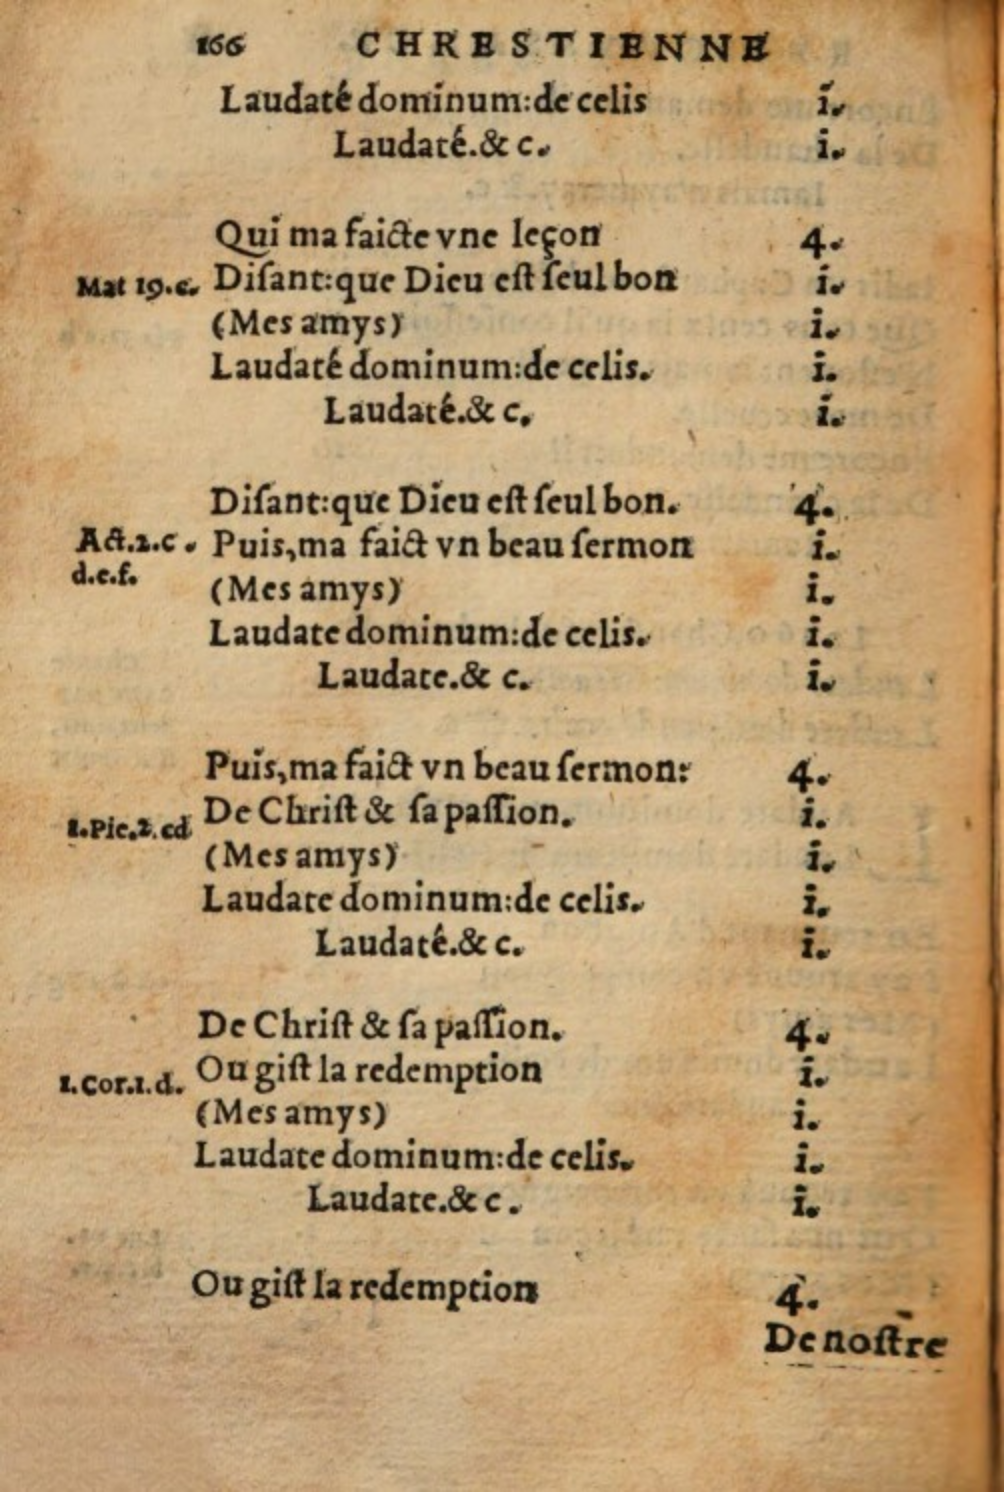 166 CHRESTIENNE
Laudaté dominum:de celis i.
Laudaté.& c. i.
Qui ma faicte vne leçon 4.
Mat 19.c. Diſant:que Dieu eſt ſeul bon i.
(Mes amys) i.
Laudaté dominum:de celis. i.
Laudaté.& c. i.
Diſant:que Dieu eſt ſeul bon. 4.
Act.2.c. Puis,ma faict vn beau ſermon i.
d.e.f.
(Mes amys) i.
Laudate dominum:de celis. i.
Laudate.& c. i.
Puis,ma faict vn beau ſermon: 4.
1.Pie.2.cd De Chriſt & ſa paſſion. i.
(Mes amys) i.
Laudate dominum:de celis. i.
Laudaté.& c. i.
De Chriſt & ſa paſſion. 4.
1.Cor.1.d. Ou giſt la redemption i.
(Mes amys) i.
Laudate dominum:de celis. i.
Laudate.& c. i.
Ou giſt la redemption 4.
De noſtre